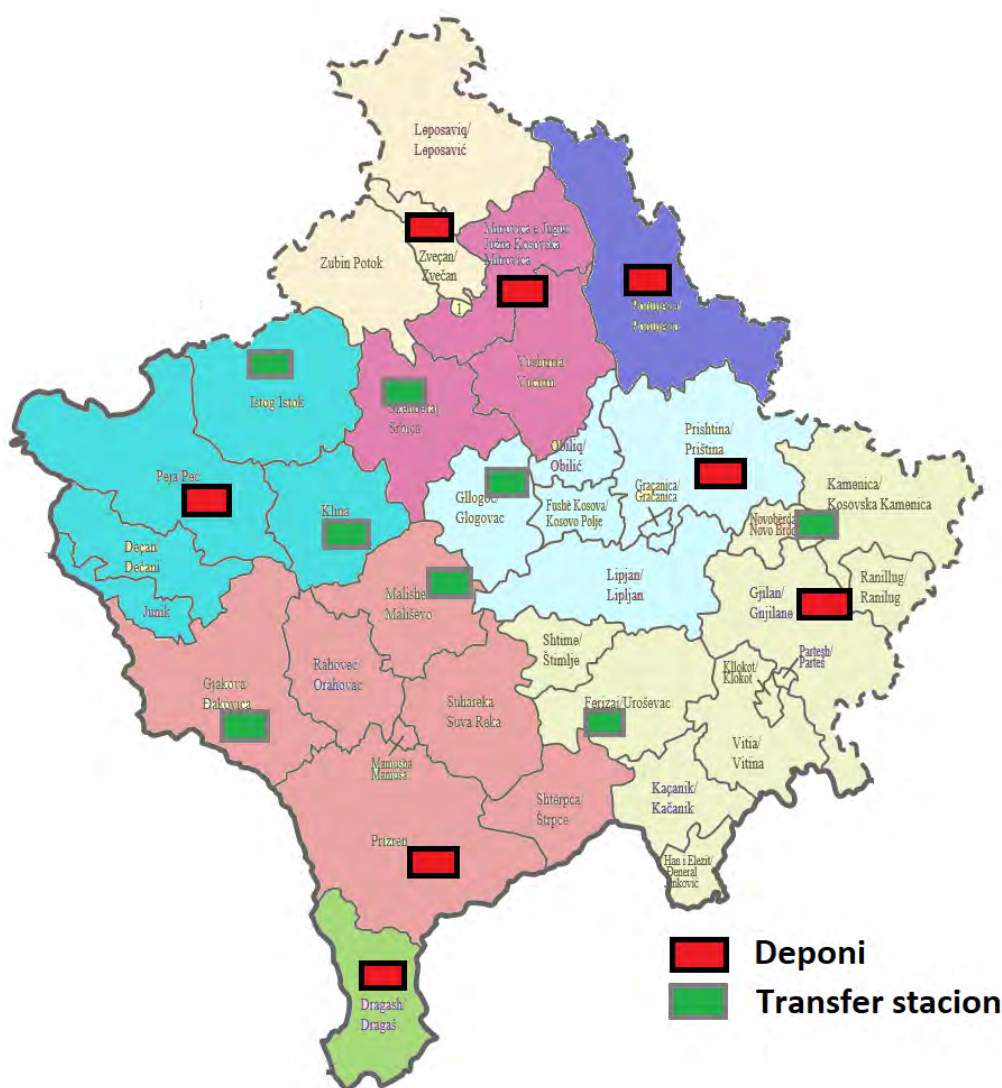 Leposaviq/
Leposavić
Mitrovica e Jugut
Južna Kosovska
Mitrovica
Zubin Potok
Zveçan/
Zvečan
1
Podujeva/
Podujevo
Istog Istok
Srbica
Obiliq/
Obilić
Prishtina/
Priština
Peja Peć
Gllogoc/
Glogovac
Graçanica/
Gračanica
Fushë Kosova/
Kosovo Polje
Kamenica/
Kosovska Kamenica
Klina
Novobërda
Novo Brdo
Deçan
Dečani
Junik
Mališevo
Lipjan/
Lipljan
Gjilan/
Gnjilane
Ranillug/
Ranilug
Shtime/
Štimlje
Partesh/
Parteš
Kllokot/
Klokot
Rahovec/
Orahovac
Gjakova/
Đakovica
Suhareka
Suva Reka
Ferizaj/Uroševac
Vitia/
Vitina
Mamusha
Mamuša
Kaçanik/
Kačanik
Shtërpca/
Štrpce
Prizren
Han i Elezit/
Đeneral
Janković
Dragash/
Dragaš
Deponi
Transfer stacion